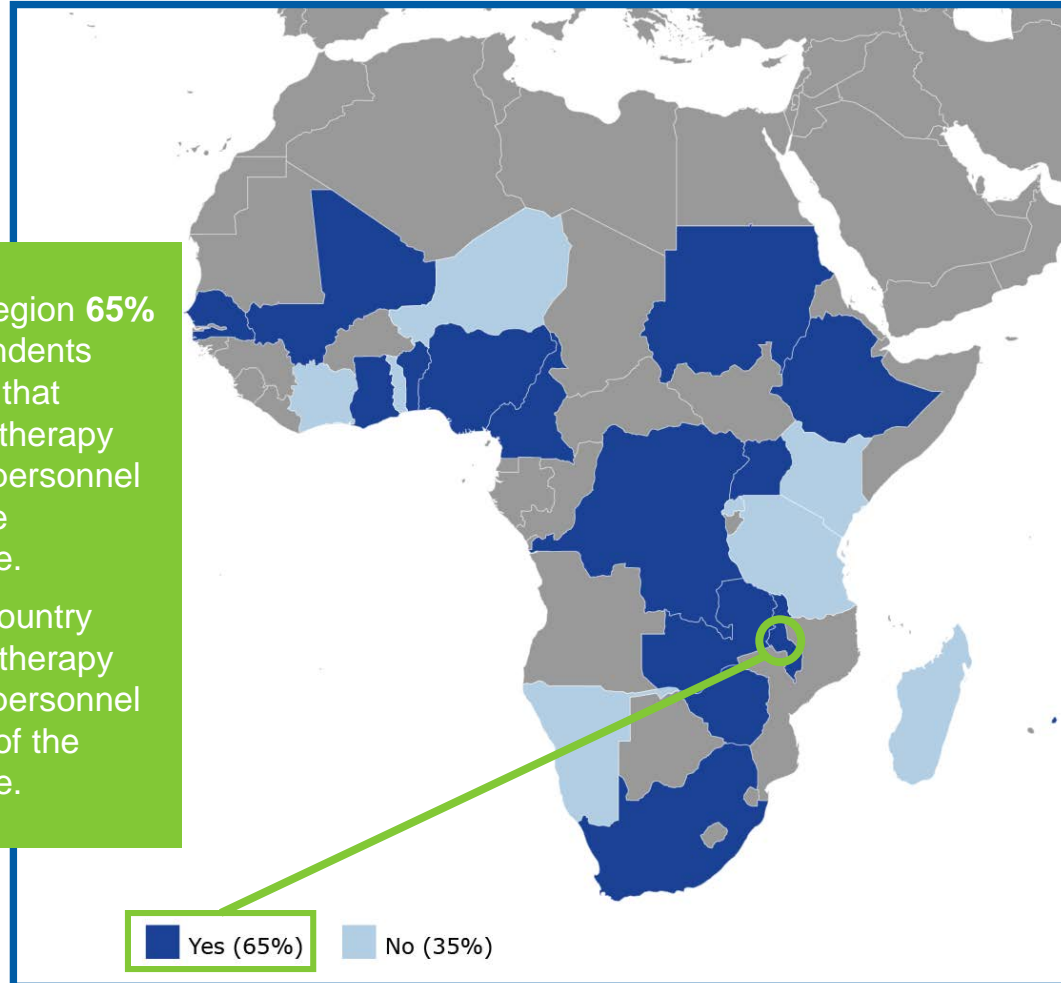 egion 65%
ndents
that
therapy
personnel
e
e.
ountry
therapy
personnel
of the
e.
Yes (65%)
No (35%)